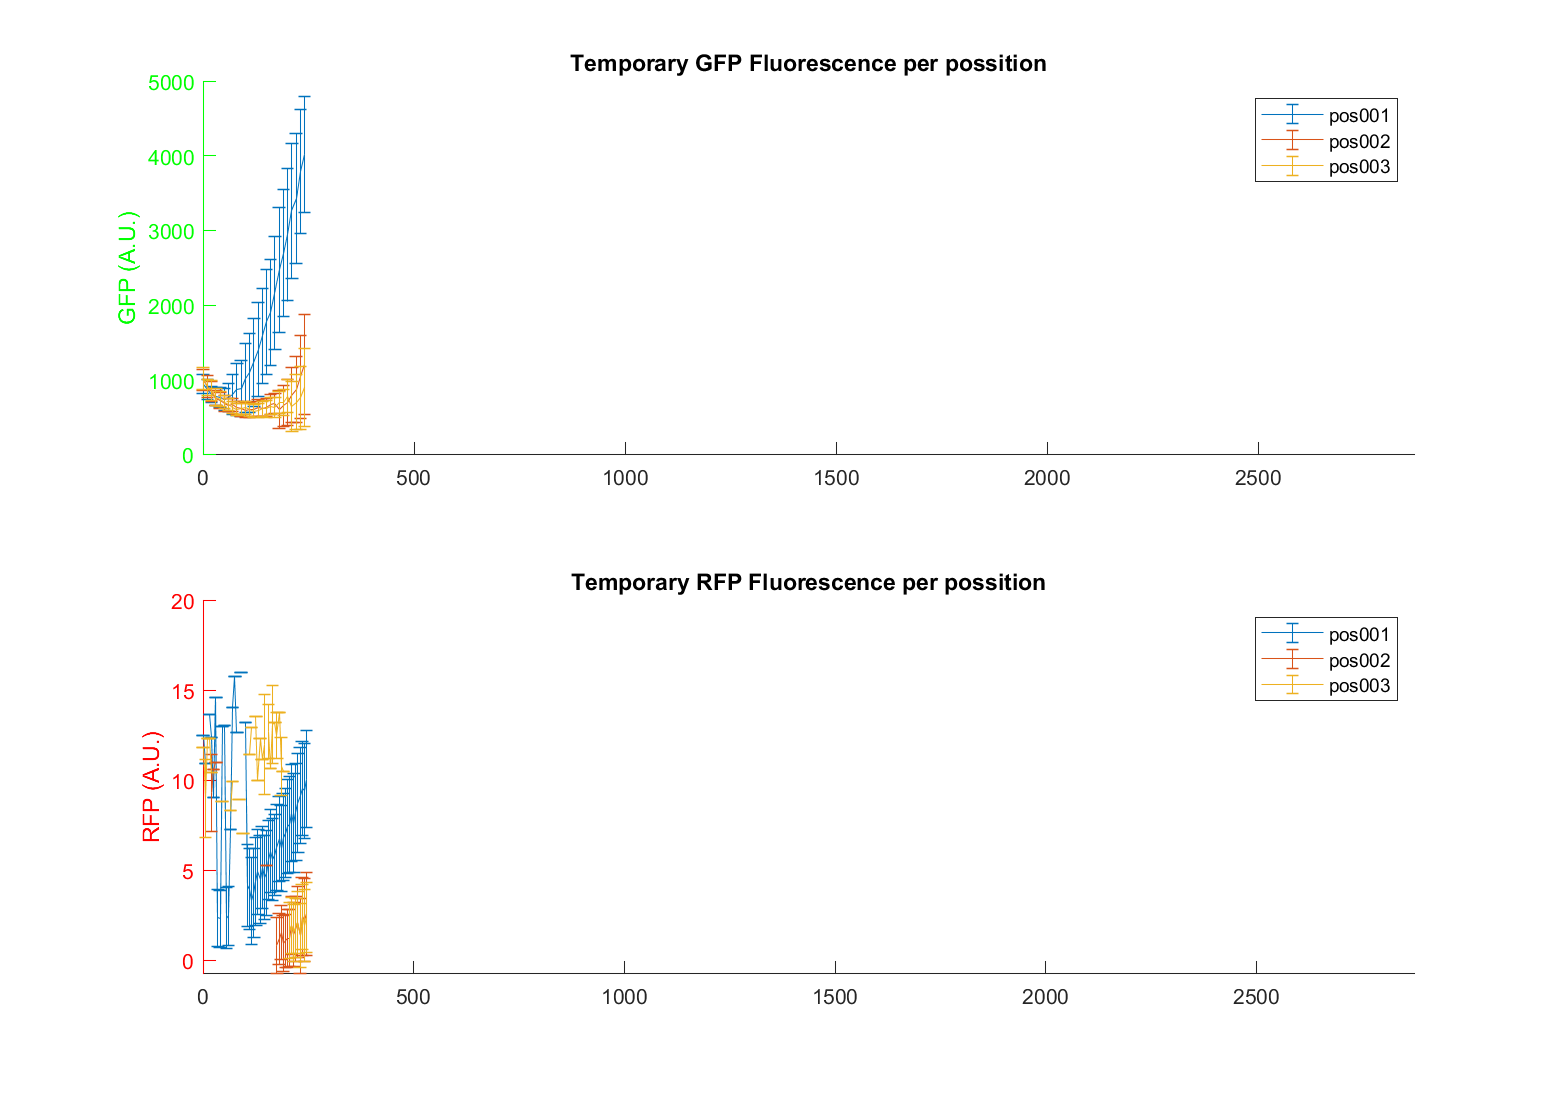 Temporary GFP Fluorescence per possition
5000
4000
3000
2000
1000
0
GFP (A.U.)
pos001
pos002
pos003
0 500 1000 1500 2000 2500
Temporary RFP Fluorescence per possition
20
15
10
5
0
RFP (A.U.)
pos001
pos002
pos003
0 500 1000 1500 2000 2500